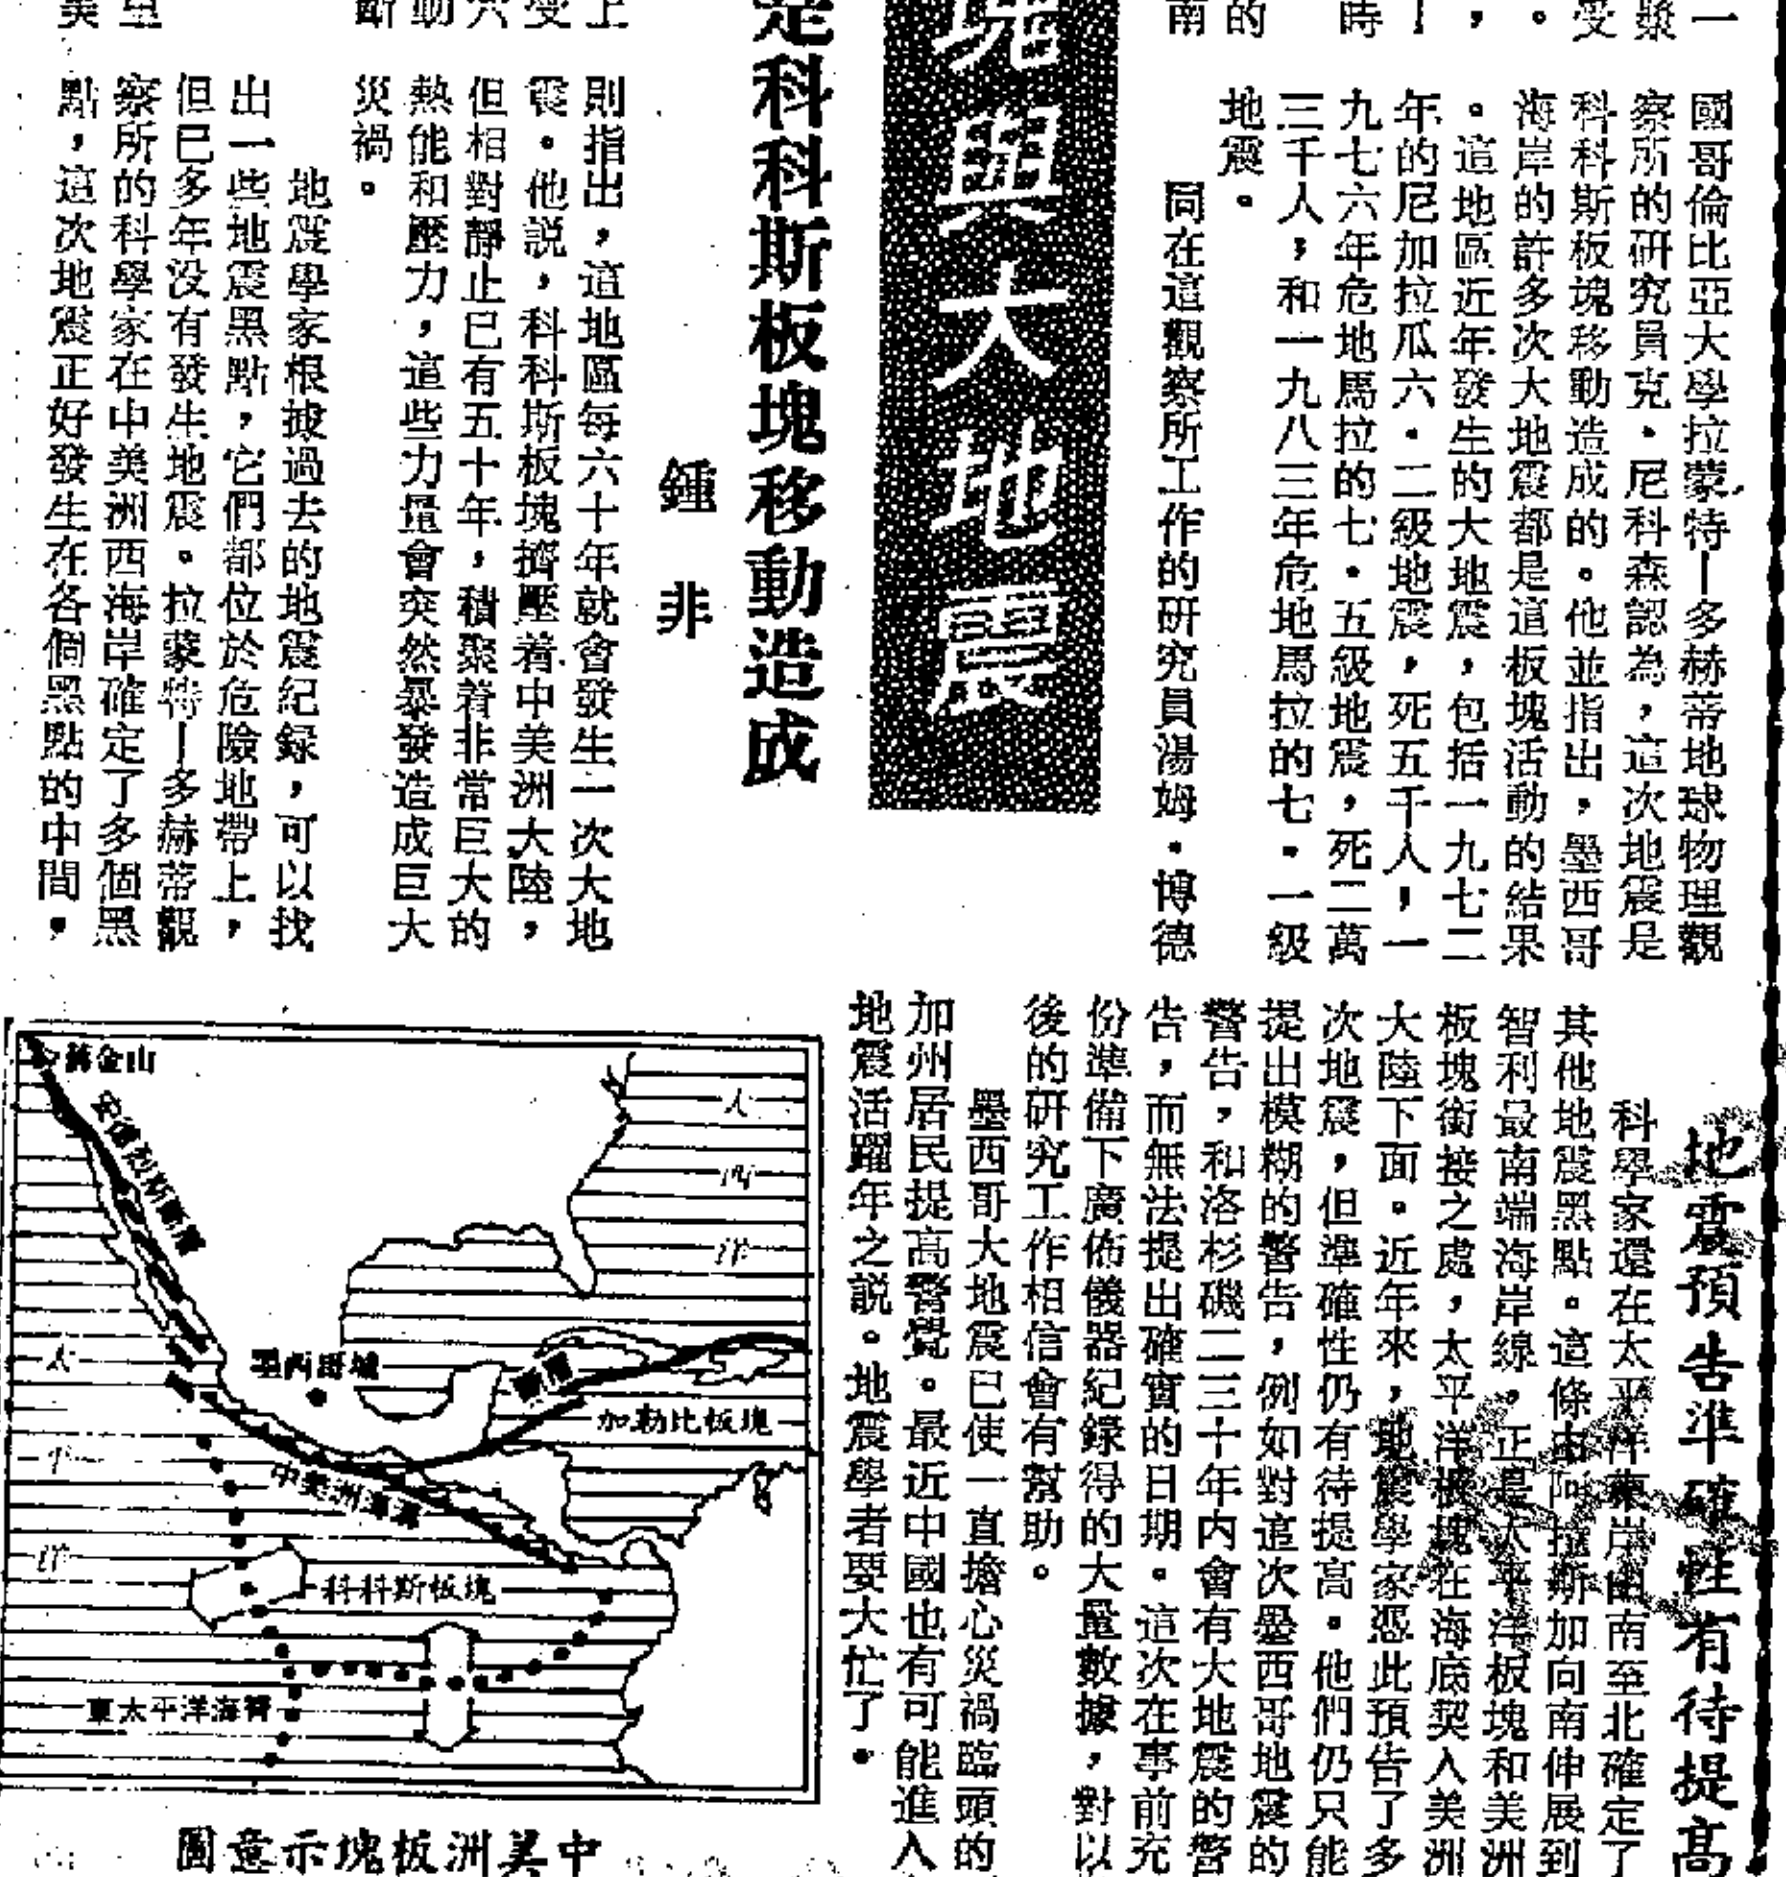 一
漿
受
。
，
時
的
南
國哥倫比亞大學拉蒙特—多赫蒂地球物理觀
察所的研究員克・尼科森認為，這次地震是
科科斯板塊移動造成的。他並指出，墨西哥
海岸的許多次大地震都是這板塊活動的結果
。這地區近年發生的大地震，包括一九七二
年的尼加拉瓜六・二級地震，死五千人，一
九七六年危地馬拉的七・五級地震，死二萬
三千人，和一九八三年危地馬拉的七・一級
地震。
同在這觀察所工作的研究員湯姆・博德
與大地震
是科科斯板塊移動造成
鍾非
上
受
穴
動
斷
則指出，這地區每六十年就會發生一次大地
震。他説，科科斯板塊擠壓着中美洲大陸，
但相對靜止已有五十年，積聚着非常巨大的
熱能和壓力，這些力量會突然暴發造成巨大
災禍。
地震學家根據過去的地震紀録，可以找
出一些地震黑點，它們都位於危險地帶上，
但已多年没有發生地震。拉蒙特—多赫蒂觀
察所的科學家在中美洲西海岸確定了多個黑
點，這次地震正好發生在各個黑點的中間，
地震預告準確性有待提高
科學家還在太平洋東岸由南至北確定了
其他地震黑點。這條由阿拉斯加向南伸展到
智利最南端海岸線，正是太平洋板塊和美洲
板塊銜接之處，太平洋板塊在海底契入美洲
大陸下面。近年來，地震學家憑此預告了多
次地震，但準確性仍有待提高。他們仍只能
提出模糊的警告，例如對這次墨西哥地震的
警告，和洛杉磯二三十年内會有大地震的警
告，而無法提出確實的日期。這次在事前充
份準備下廣佈儀器紀錄得的大量數據，對以
後的研究工作相信會有幫助。
墨西哥大地震已使一直擔心災禍臨頭的
加州居民提高警覺。最近中國也有可能進入
地震活躍年之説。地震學者要大忙了。
舊金山
大西洋
太平洋
墨西哥城
斷層
加勒比板塊
中美洲海溝
科科斯板塊
東太平洋海脊
圖意示塊板洲美中